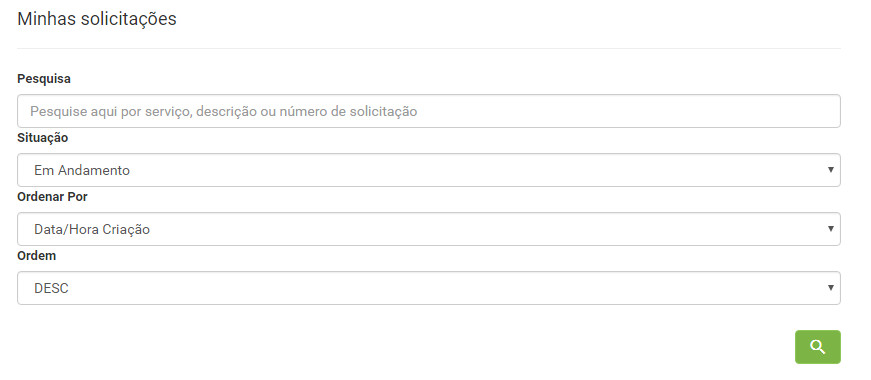 Minhas solicitações
Pesquisa
Pesquise aqui por serviço, descrição ou número de solicitação
Situação
Em Andamento
Ordenar Por
Data/Hora Criação
Ordem
DESC